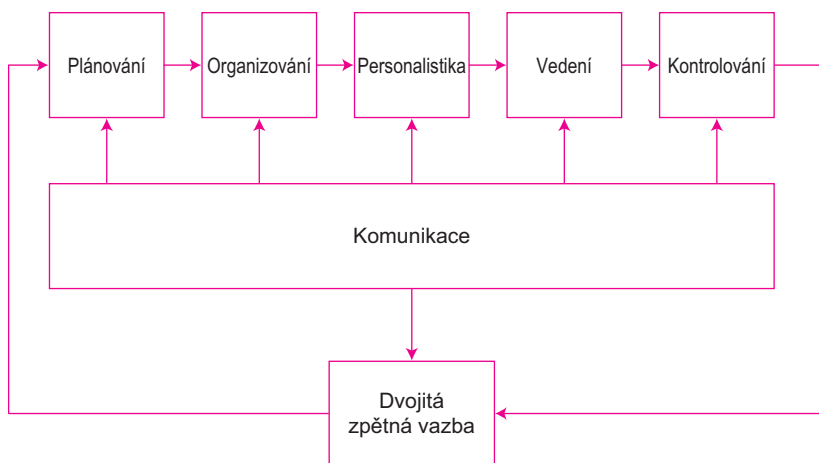 Plánování
Organizování
Personalistika
Vedení
Kontrolování
Komunikace
Dvojitá
zpětná vazba